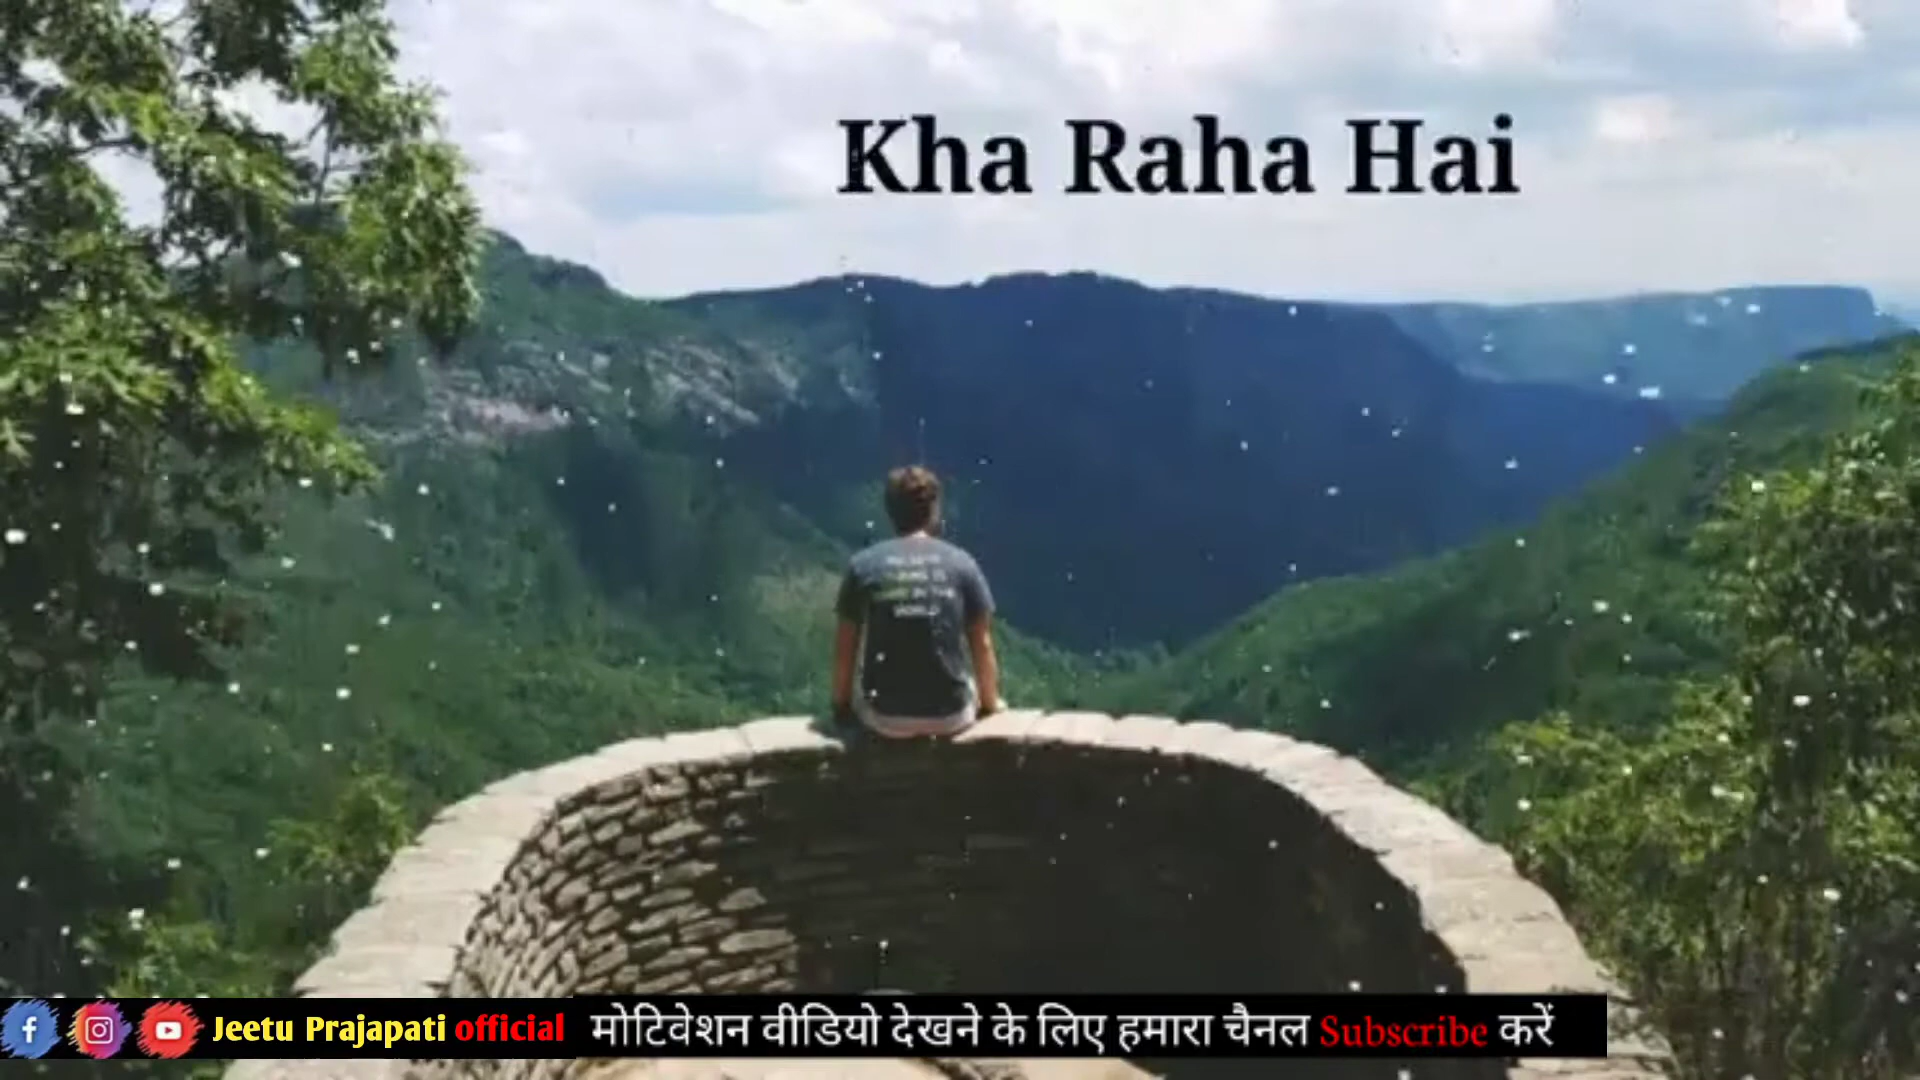 Kha Raha Hai
Jeetu Prajapati official मोटिवेशन वीडियो देखने के लिए हमारा चैनल Subscribe करें